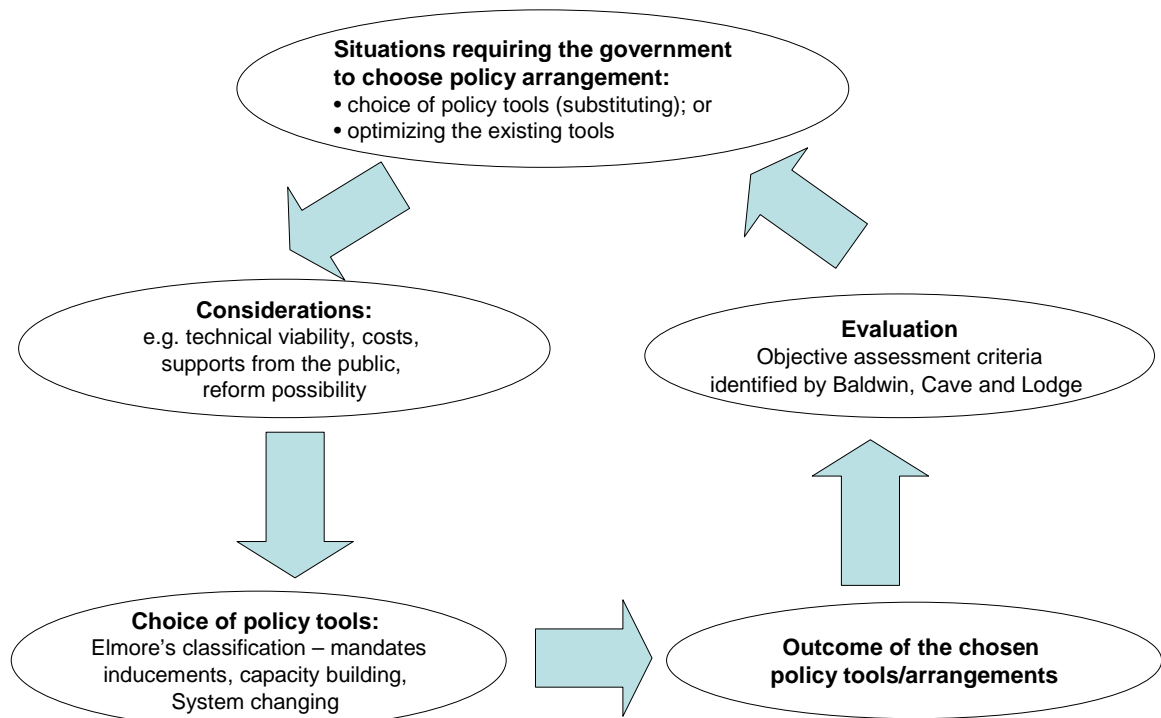 Situations requiring the government
to choose policy arrangement:
• choice of policy tools (substituting); or
• optimizing the existing tools
Considerations:
e.g. technical viability, costs,
supports from the public,
reform possibility
Evaluation
Objective assessment criteria
identified by Baldwin, Cave and Lodge
Choice of policy tools:
Elmore’s classification – mandates
inducements, capacity building,
System changing
Outcome of the chosen
policy tools/arrangements